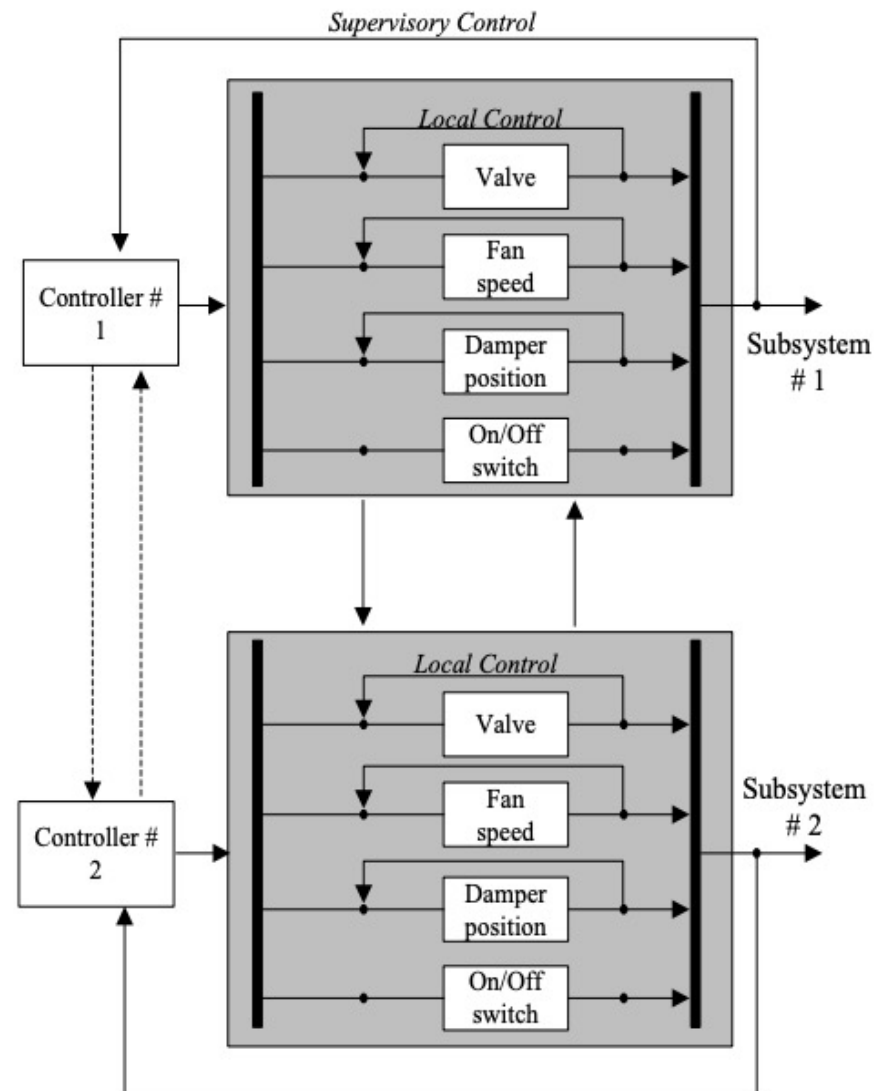 Supervisory Control
Local Control
Valve
Fan
speed
Controller #
1
Damper
position
Subsystem
# 1
On/Off
switch
Local Control
Valve
Fan
speed
Subsystem
# 2
Controller #
2
Damper
position
On/Off
switch